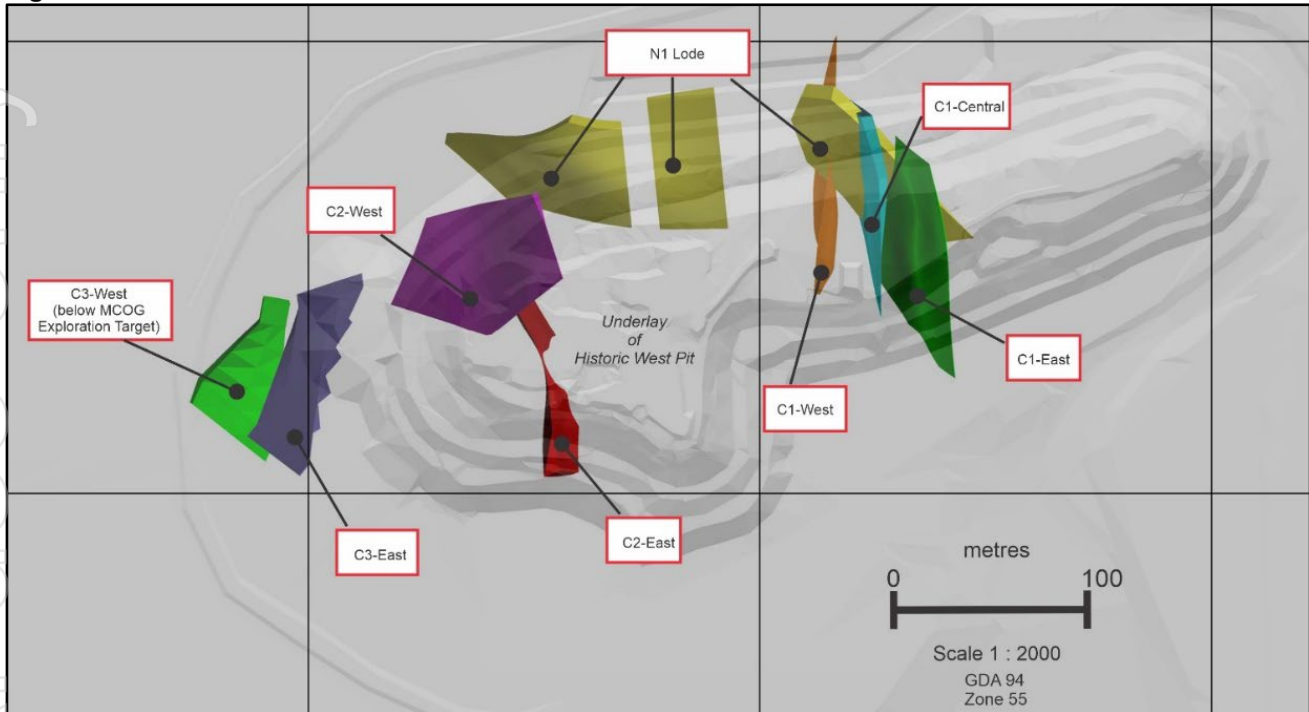 N1 Lode
C1-Central
C2-West
C3-West
(below MCOG
Exploration Target)
Underlay
of
Historic West Pit
C1-East
C1-West
C3-East
C2-East
metres
0
100
Scale 1 : 2000
GDA 94
Zone 55